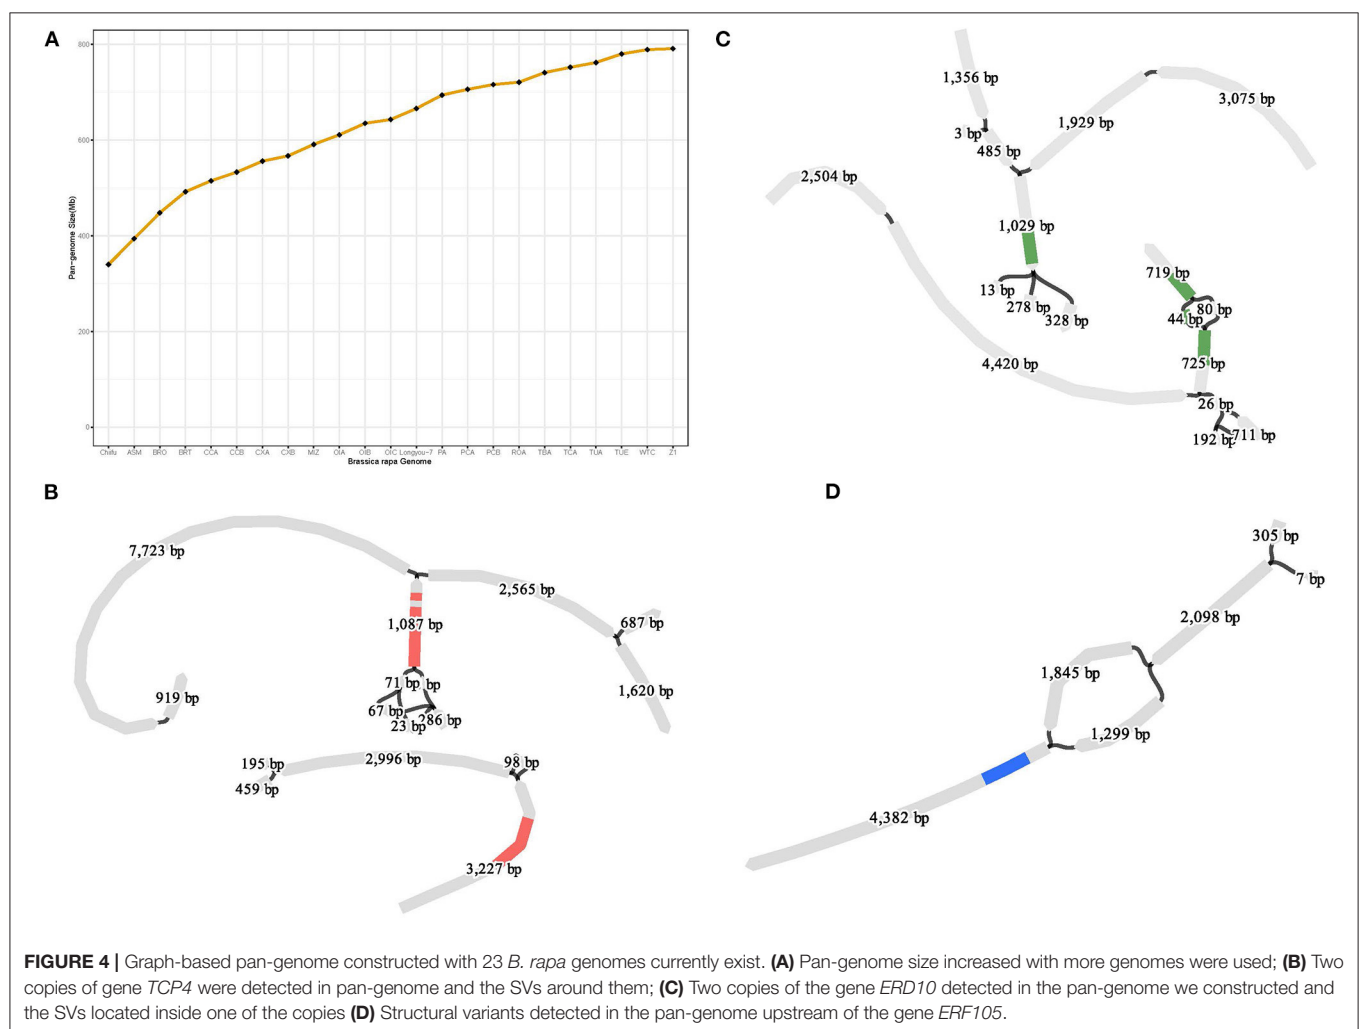 A
800
600
400
200
0
Pan-genome Size(Mb)
Chiifu ASM BRO BRT CCA CCB CXA CXB MIZ OIA OIB OIC Longyou-7 PA PCA PCB ROA TBA TCA TUA TUE WTC Z1
Brassica rapa Genome
C
1,356 bp
3 bp
485 bp
1,929 bp
3,075 bp
2,504 bp
1,029 bp
13 bp
278 bp
328 bp
719 bp
80 bp
44 bp
725 bp
4,420 bp
26 bp
192 bp
711 bp
B
7,723 bp
2,565 bp
1,087 bp
687 bp
71 bp
bp
919 bp
67 bp
23 bp
286 bp
1,620 bp
195 bp
459 bp
2,996 bp
98 bp
3,227 bp
D
305 bp
7 bp
2,098 bp
1,845 bp
1,299 bp
4,382 bp
FIGURE 4 | Graph-based pan-genome constructed with 23 B. rapa genomes currently exist. (A) Pan-genome size increased with more genomes were used; (B) Two
copies of gene TCP4 were detected in pan-genome and the SVs around them; (C) Two copies of the gene ERD10 detected in the pan-genome we constructed and
the SVs located inside one of the copies (D) Structural variants detected in the pan-genome upstream of the gene ERF105.